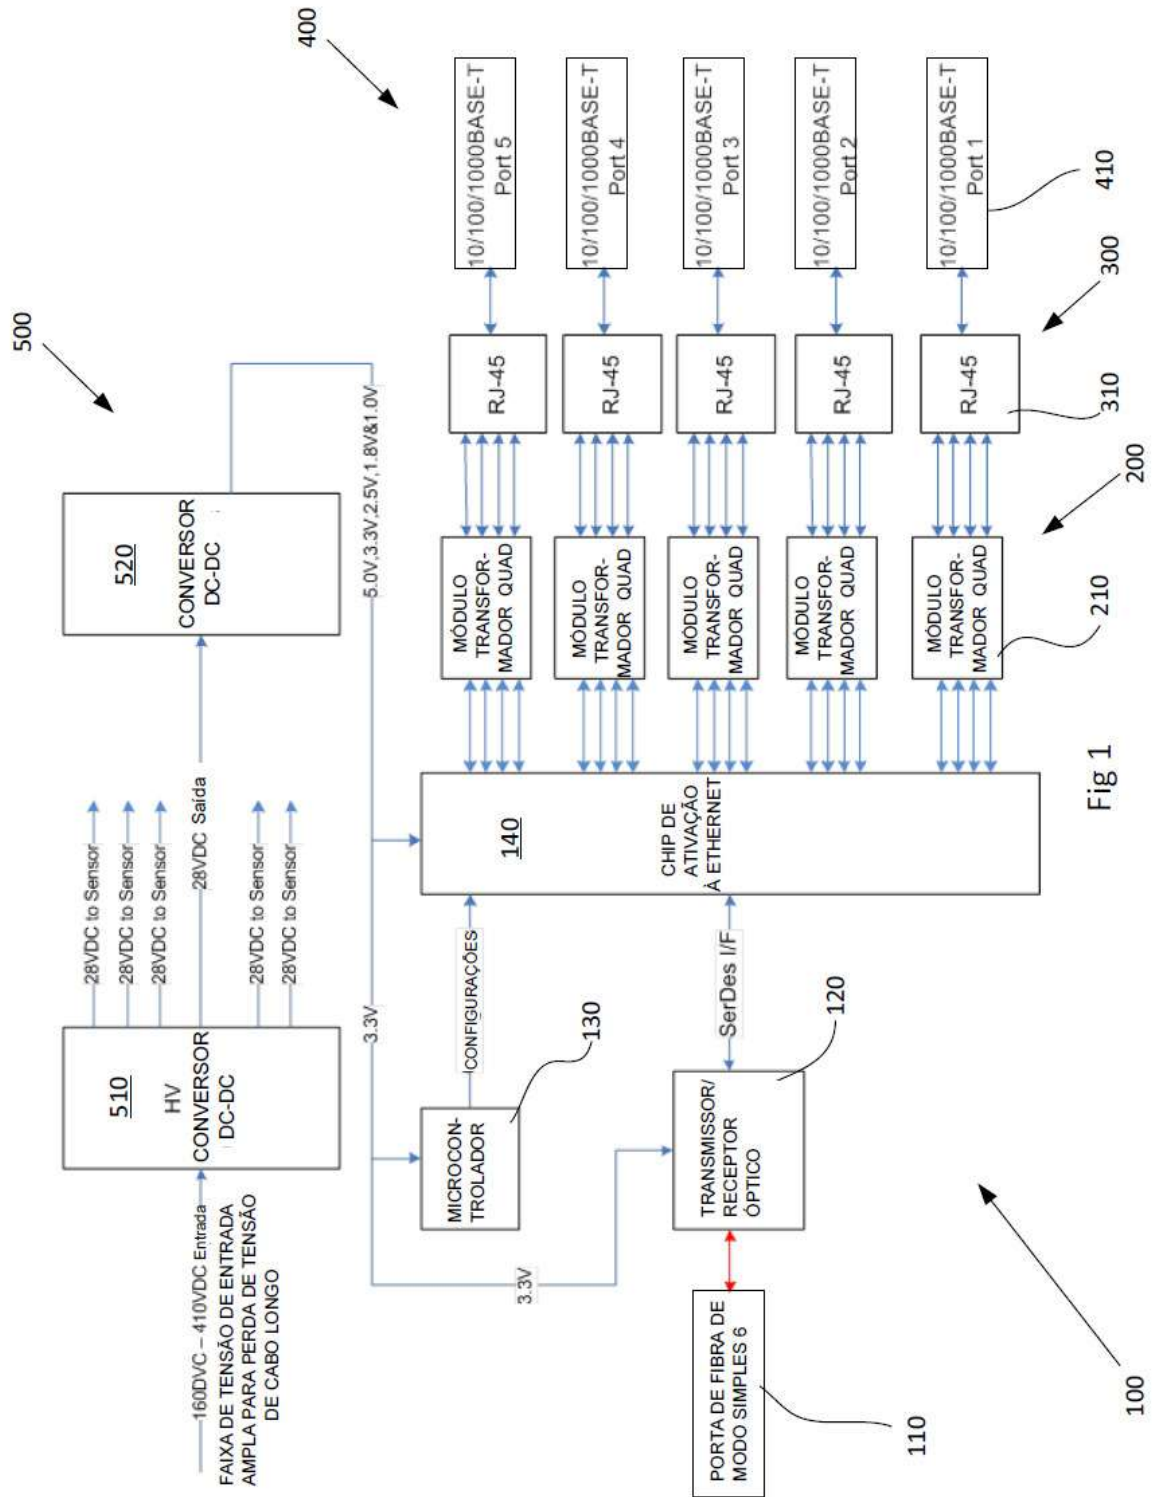 500
510
HV
CONVERSOR
DC-DC
160DVC – 410VDC Entrada
FAIXA DE TENSÃO DE ENTRADA
AMPLA PARA PERDA DE TENSÃO
DE CABO LONGO
28VDC to Sensor
28VDC to Sensor
28VDC to Sensor
28VDC Saída
28VDC to Sensor
28VDC to Sensor
520
CONVERSOR
DC-DC
5.0V,3.3V,2.5V,1.8V&1.0V
3.3V
3.3V
MICROCON-
TROLADOR
130
CONFIGURAÇÕES
PORTA DE FIBRA DE
MODO SIMPLES 6
110
TRANSMISSOR/
RECEPTOR
ÓPTICO
120
SerDes I/F
140
CHIP DE
ATIVAÇÃO
À ETHERNET
MÓDULO
TRANSFOR-
MADOR QUAD
RJ-45
10/100/1000BASE-T
Port 5
MÓDULO
TRANSFOR-
MADOR QUAD
RJ-45
10/100/1000BASE-T
Port 4
MÓDULO
TRANSFOR-
MADOR QUAD
RJ-45
10/100/1000BASE-T
Port 3
MÓDULO
TRANSFOR-
MADOR QUAD
RJ-45
10/100/1000BASE-T
Port 2
MÓDULO
TRANSFOR-
MADOR QUAD
RJ-45
10/100/1000BASE-T
Port 1
400
410
300
310
200
210
100
Fig 1